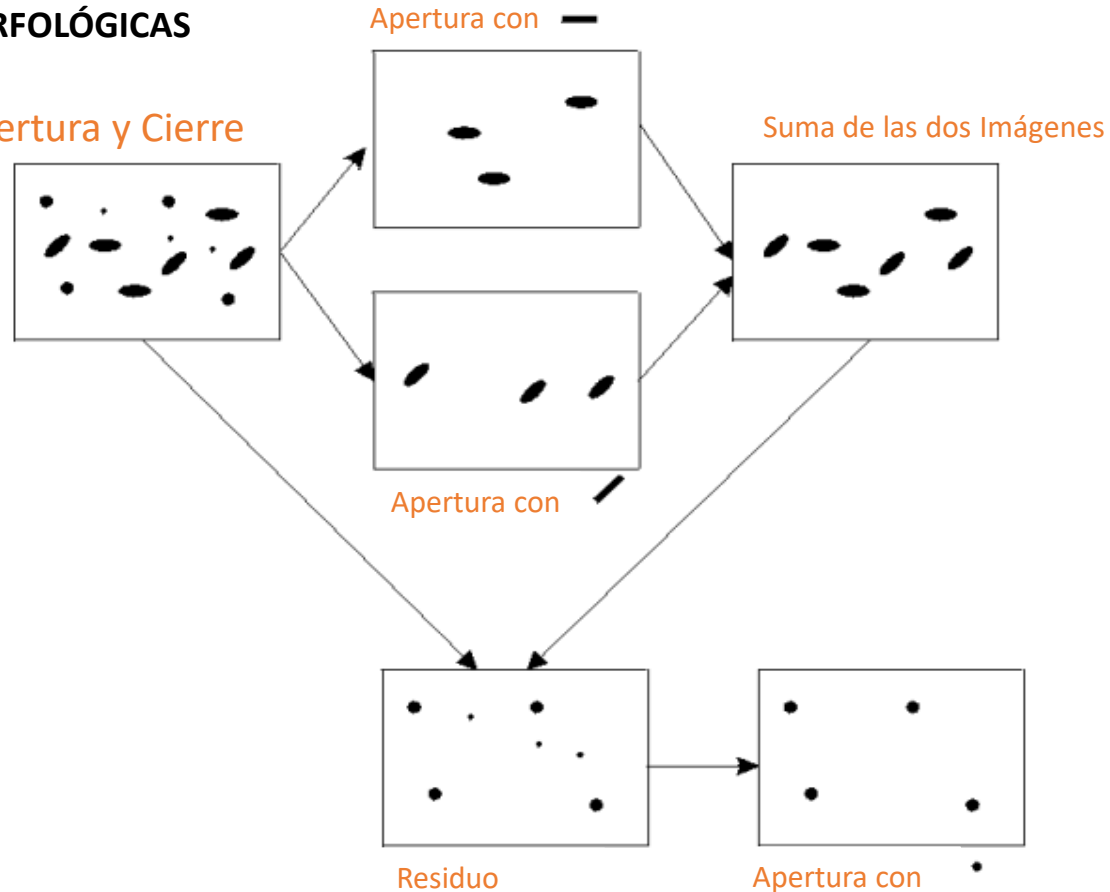 RFOLÓGICAS
Apertura con
ertura y Cierre
Suma de las dos Imágenes
Apertura con
Residuo
Apertura con